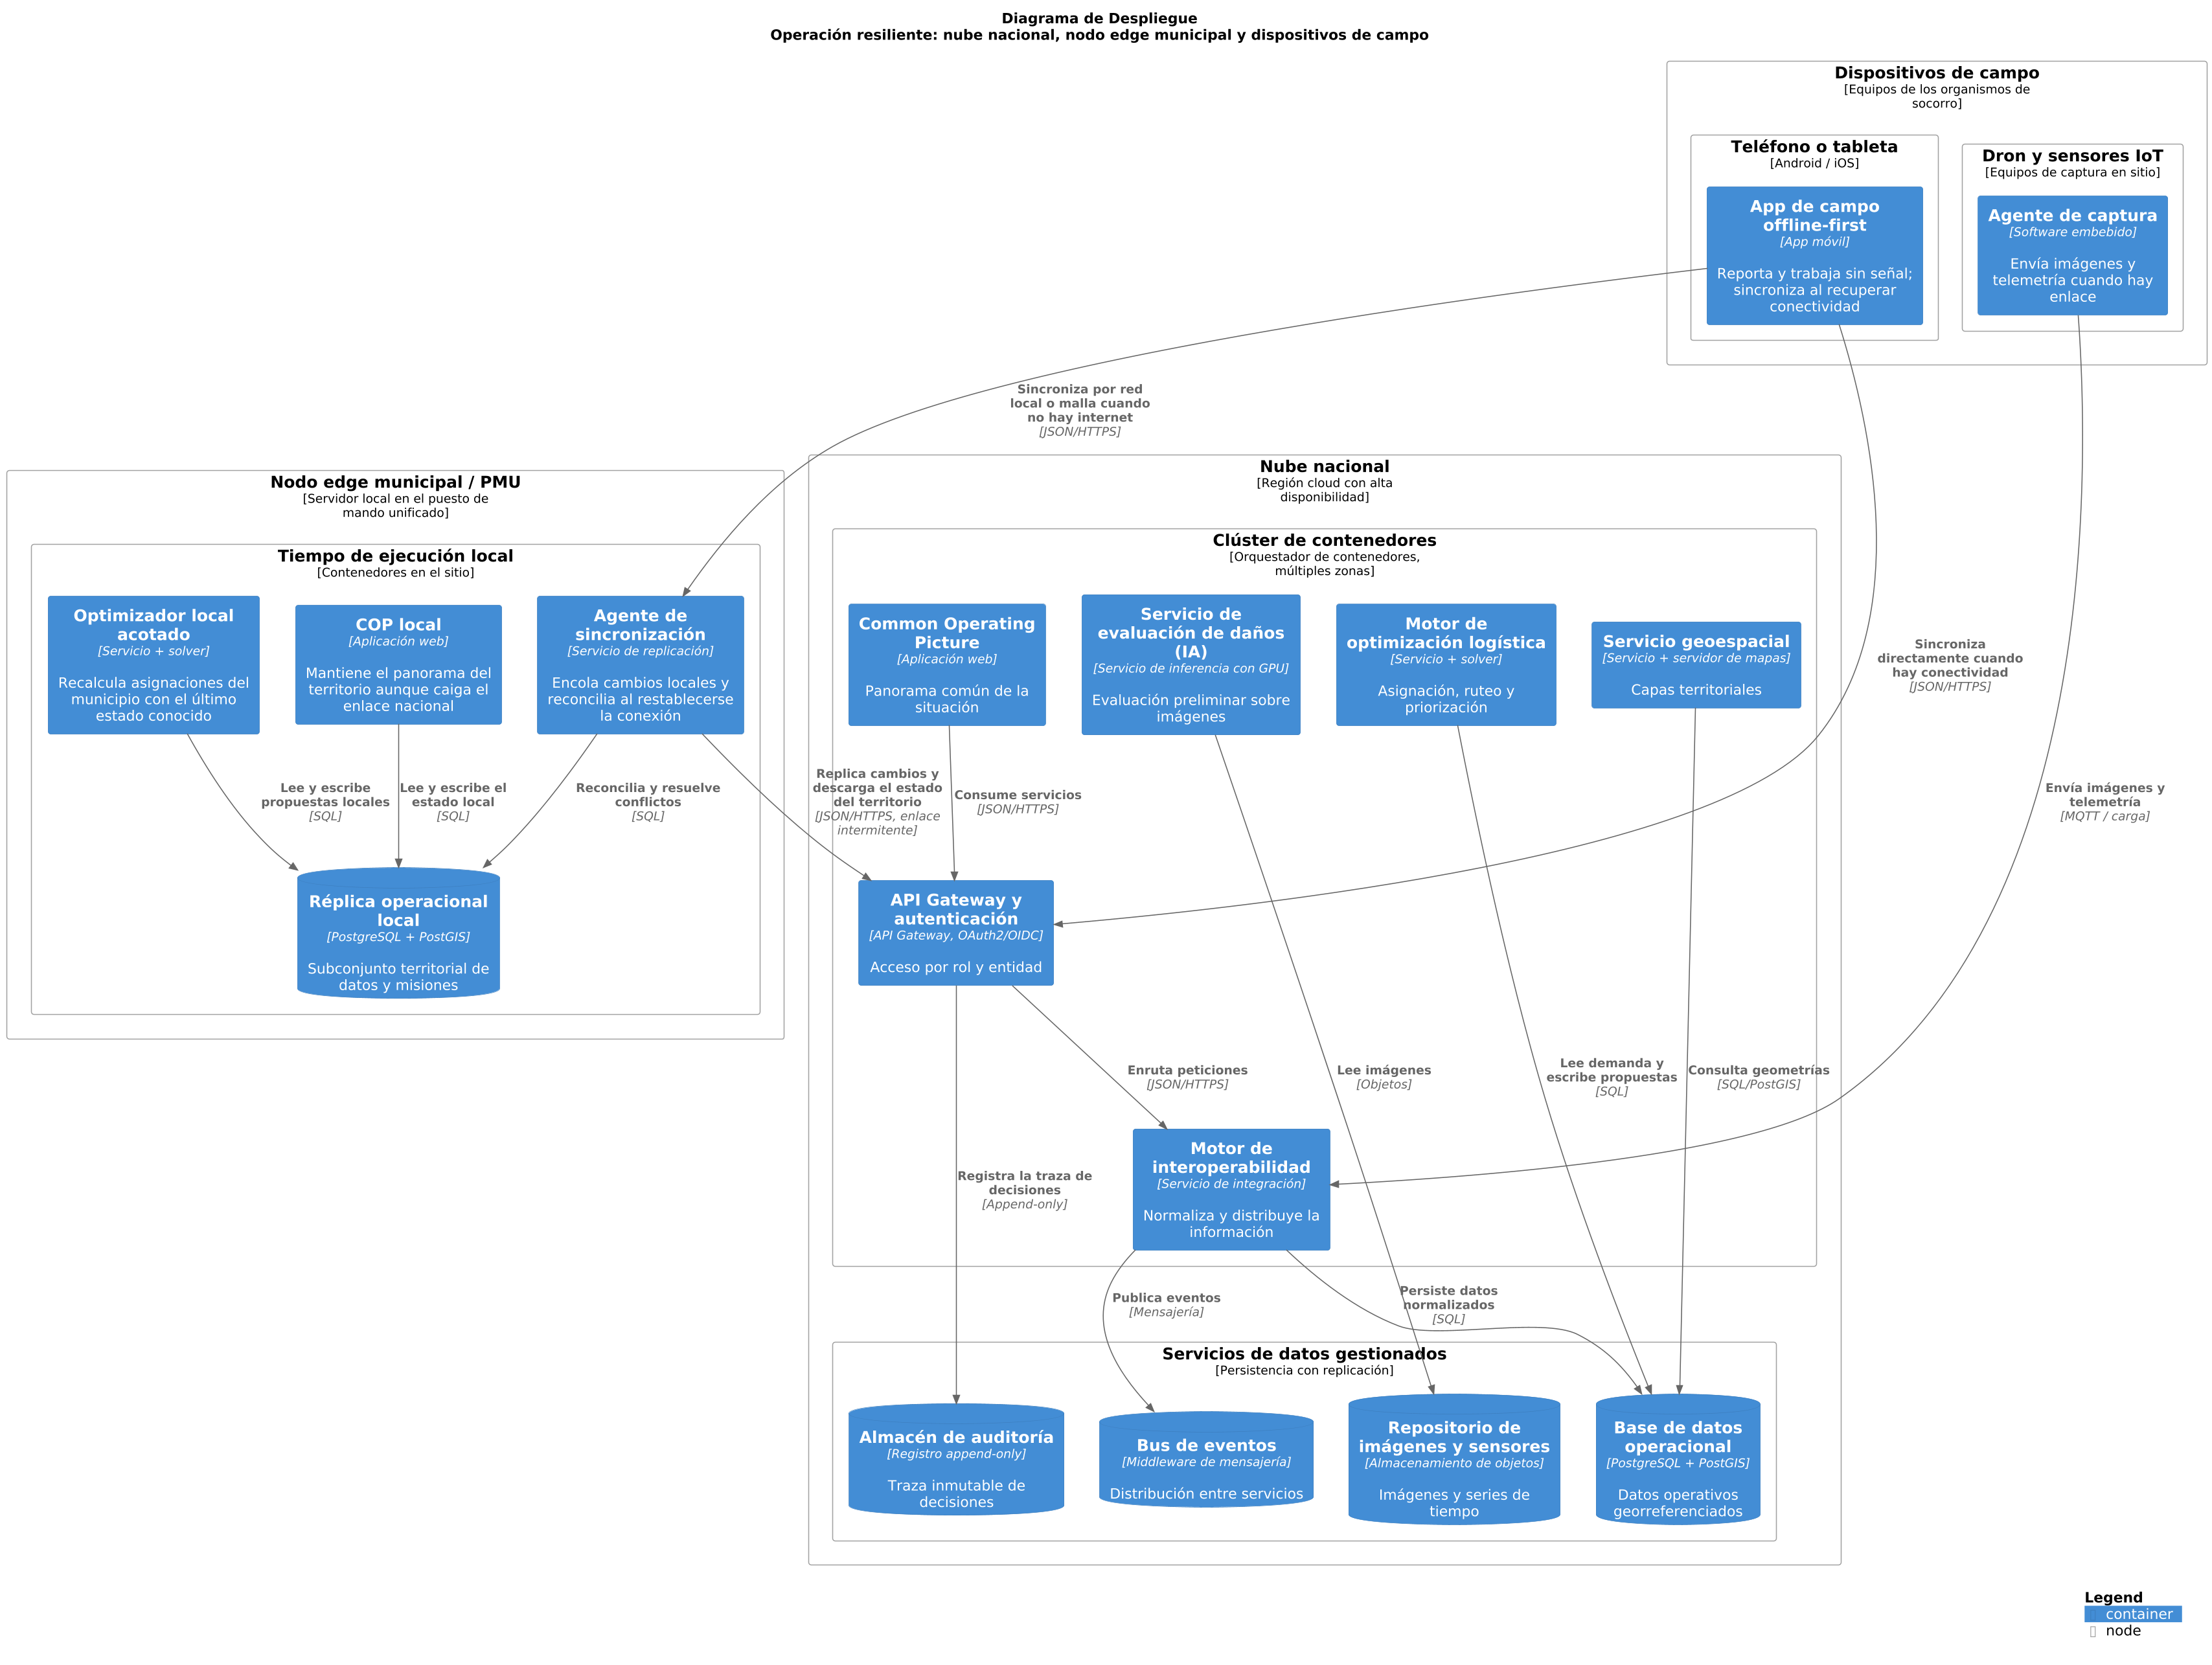 Diagrama de Despliegue
Operación resiliente: nube nacional, nodo edge municipal y dispositivos de campo
Dispositivos de campo
[Equipos de los organismos de
socorro]
Teléfono o tableta
[Android / iOS]
App de campo
offline-first
[App móvil]
Reporta y trabaja sin señal;
sincroniza al recuperar
conectividad
Dron y sensores IoT
[Equipos de captura en sitio]
Agente de captura
[Software embebido]
Envía imágenes y
telemetría cuando hay
enlace
Sincroniza por red
local o malla cuando
no hay internet
[JSON/HTTPS]
Nodo edge municipal / PMU
[Servidor local en el puesto de
mando unificado]
Tiempo de ejecución local
[Contenedores en el sitio]
Optimizador local
acotado
[Servicio + solver]
Recalcula asignaciones del
municipio con el último
estado conocido
COP local
[Aplicación web]
Mantiene el panorama del
territorio aunque caiga el
enlace nacional
Agente de
sincronización
[Servicio de replicación]
Encola cambios locales y
reconcilia al restablecerse
la conexión
Lee y escribe
propuestas locales
[SQL]
Lee y escribe el
estado local
[SQL]
Reconcilia y resuelve
conflictos
[SQL]
Réplica operacional
local
[PostgreSQL + PostGIS]
Subconjunto territorial de
datos y misiones
Nube nacional
[Región cloud con alta
disponibilidad]
Clúster de contenedores
[Orquestador de contenedores,
múltiples zonas]
Common Operating
Picture
[Aplicación web]
Panorama común de la
situación
Servicio de
evaluación de daños
(IA)
[Servicio de inferencia con GPU]
Evaluación preliminar sobre
imágenes
Motor de
optimización logística
[Servicio + solver]
Asignación, ruteo y
priorización
Servicio geoespacial
[Servicio + servidor de mapas]
Capas territoriales
Sincroniza
directamente cuando
hay conectividad
[JSON/HTTPS]
Replica cambios y
descarga el estado
del territorio
[JSON/HTTPS, enlace
intermitente]
Consume servicios
[JSON/HTTPS]
Envía imágenes y
telemetría
[MQTT / carga]
API Gateway y
autenticación
[API Gateway, OAuth2/OIDC]
Acceso por rol y entidad
Enruta peticiones
[JSON/HTTPS]
Lee imágenes
[Objetos]
Lee demanda y
escribe propuestas
[SQL]
Consulta geometrías
[SQL/PostGIS]
Registra la traza de
decisiones
[Append-only]
Motor de
interoperabilidad
[Servicio de integración]
Normaliza y distribuye la
información
Publica eventos
[Mensajería]
Persiste datos
normalizados
[SQL]
Servicios de datos gestionados
[Persistencia con replicación]
Almacén de auditoría
[Registro append-only]
Traza inmutable de
decisiones
Bus de eventos
[Middleware de mensajería]
Distribución entre servicios
Repositorio de
imágenes y sensores
[Almacenamiento de objetos]
Imágenes y series de
tiempo
Base de datos
operacional
[PostgreSQL + PostGIS]
Datos operativos
georreferenciados
Legend
container
node